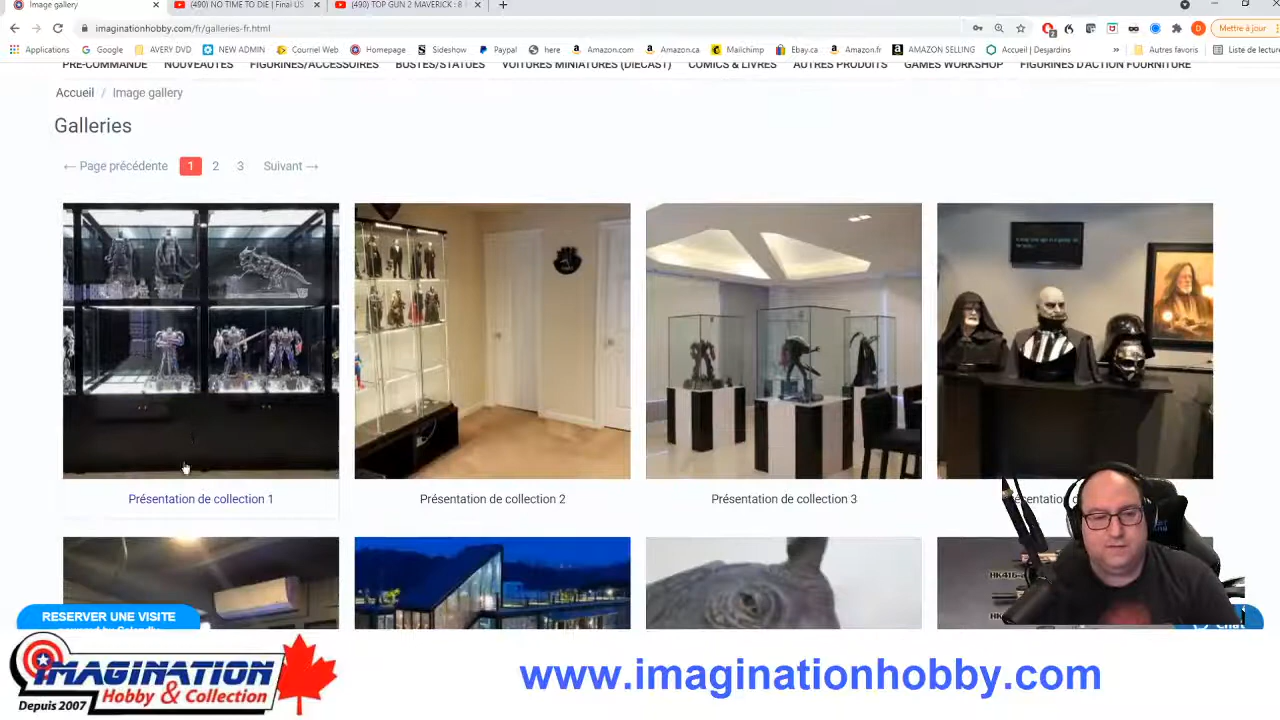 Image gallery
(490) NO TIME TO DIE | Final US
(490) TOP GUN 2 MAVERICK : 8
imaginationhobby.com/fr/galleries-fr.html
Mettre à jour
Applications
Google
AVERY DVD
NEW ADMIN
Courriel Web
Homepage
Sideshow
Paypal
here
Amazon.com
Amazon.ca
Mailchimp
Ebay.ca
Amazon.fr
AMAZON SELLING
Accueil | Desjardins
Autres favoris
Liste de lecture
PRÉ-COMMANDE
NOUVEAUTÉS
FIGURINES/ACCESSOIRES
BUSTES/STATUES
VOITURES MINIATURES (DIECAST)
COMICS & LIVRES
AUTRES PRODUITS
GAMES WORKSHOP
FIGURINES D'ACTION FOURNITURE
Accueil / Image gallery
Galleries
← Page précédente 1 2 3 Suivant →
Présentation de collection 1
Présentation de collection 2
Présentation de collection 3
RESERVER UNE VISITE
Chat
IMAGINATION
Hobby & Collection
Depuis 2007
www.imaginationhobby.com